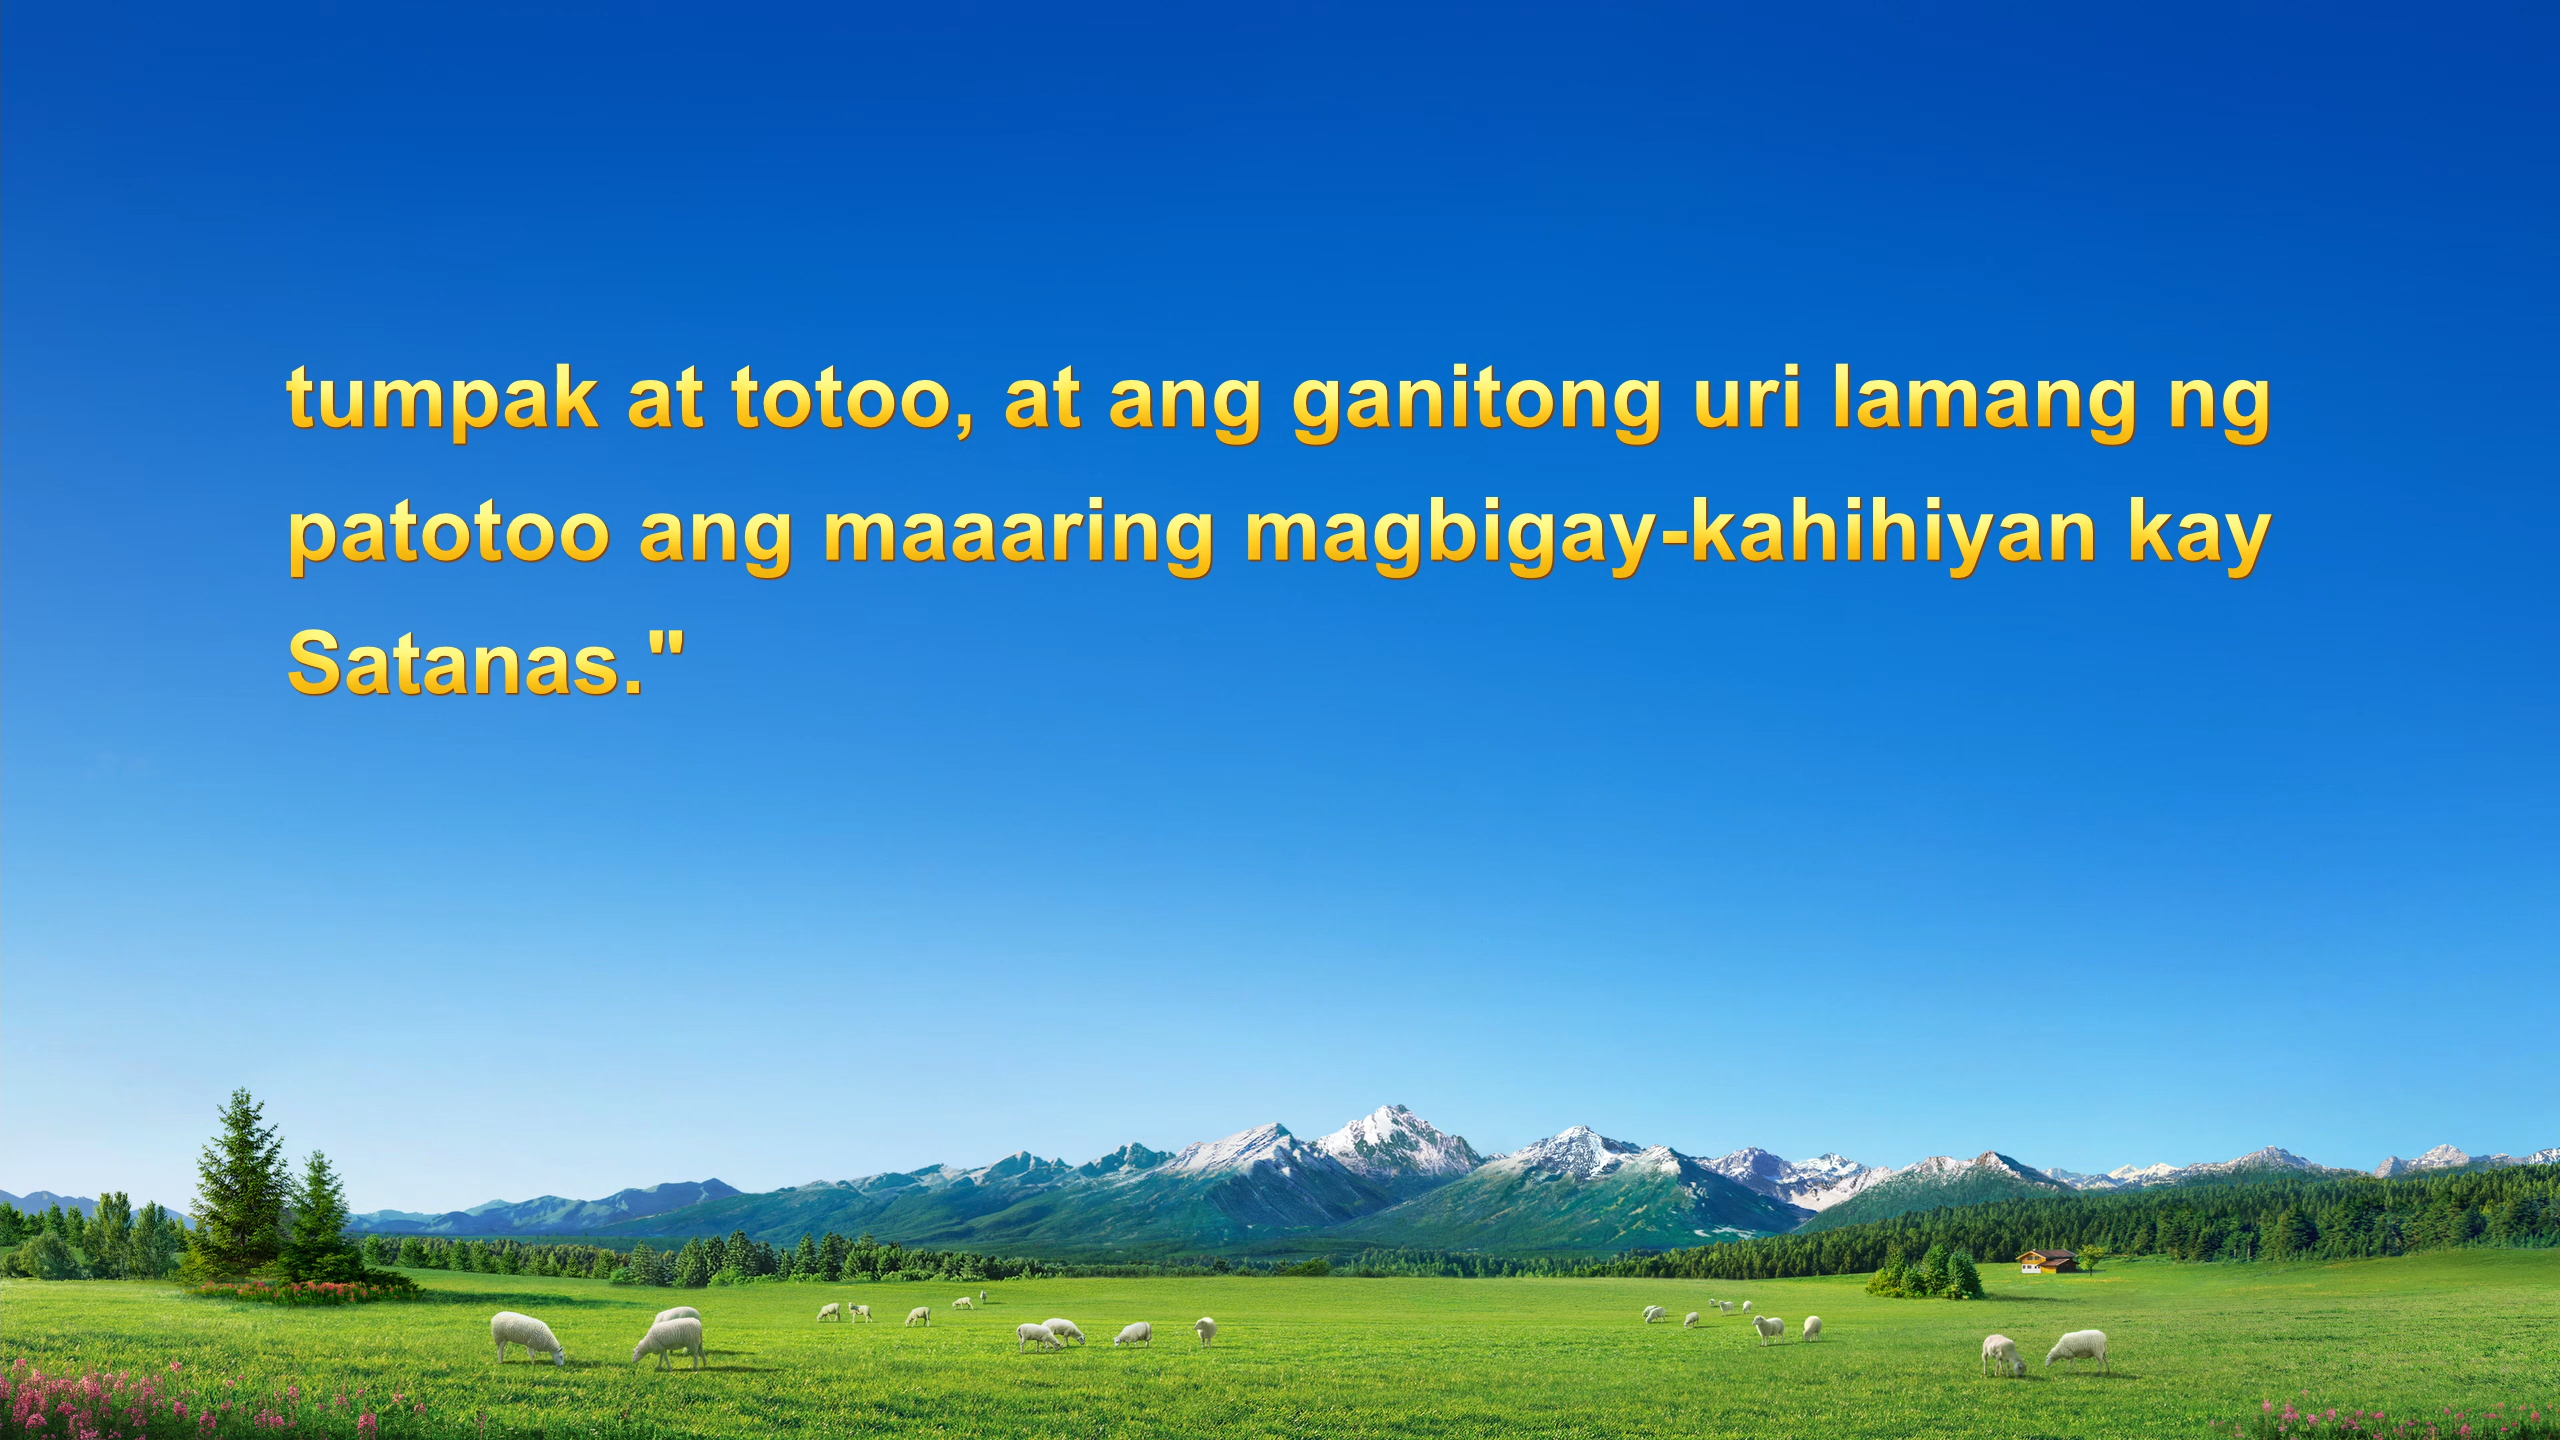 tumpak at totoo, at ang ganitong uri lamang ng
patotoo ang maaaring magbigay-kahihiyan kay
Satanas."